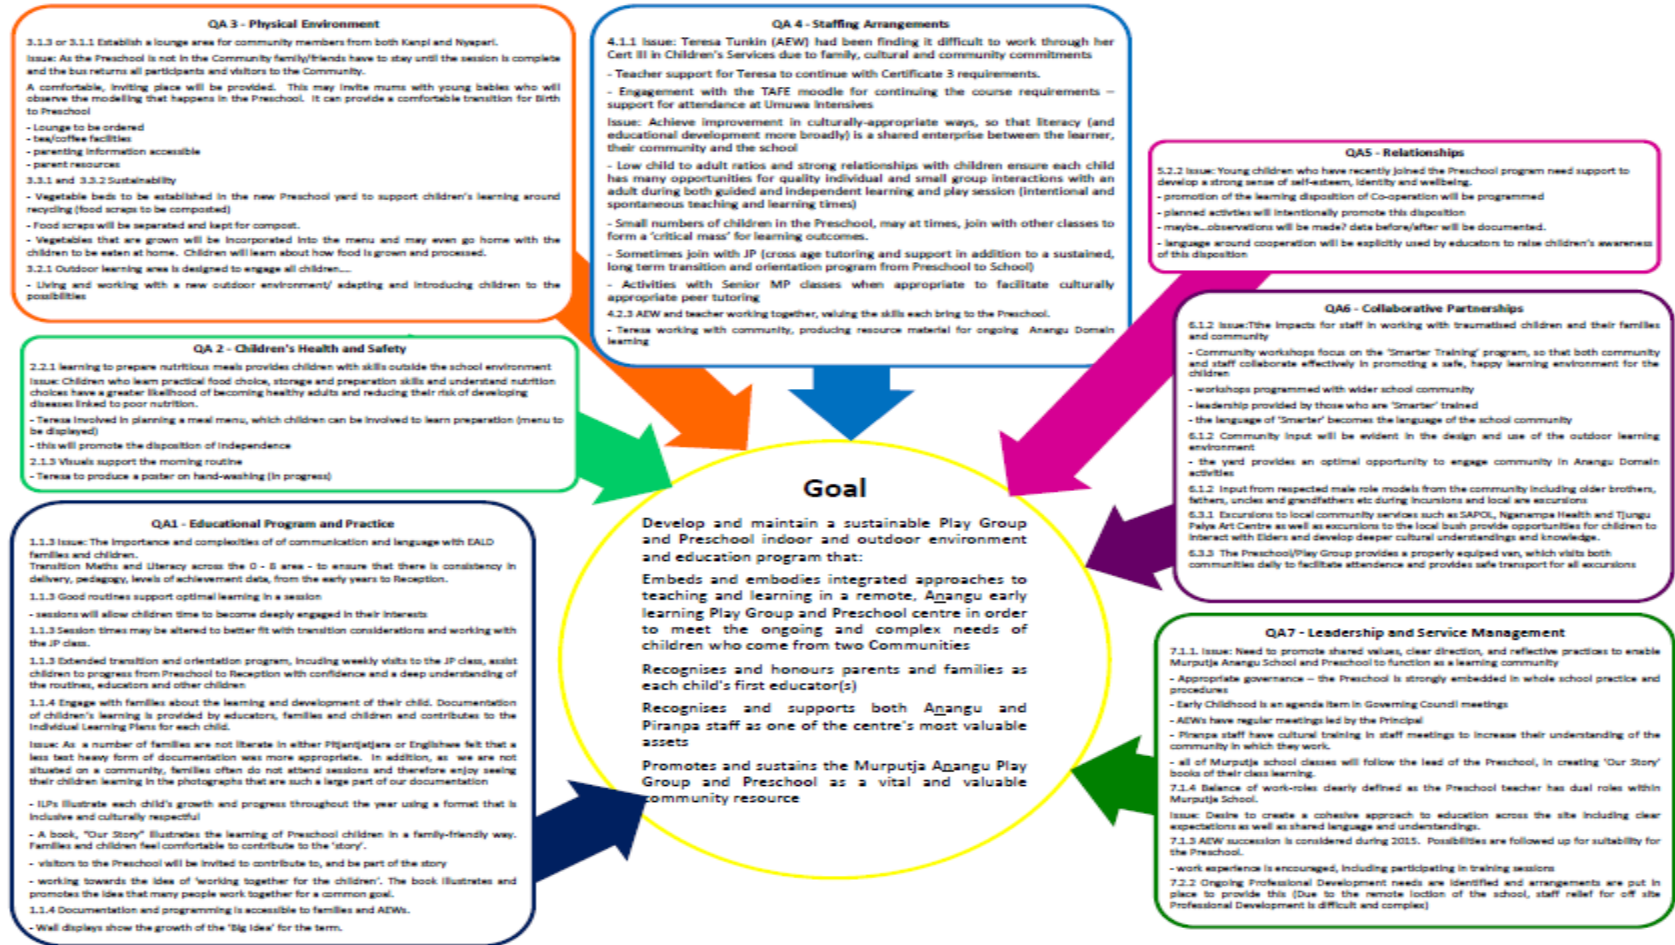 QA 3 - Physical Environment
3.1.3 or 3.1.1 Establish a lounge area for community members from both Kanpi and Nyapari.
Issue: As the Preschool is not in the Community family/friends have to stay until the session is complete
and the bus returns all participants and visitors to the Community.
A comfortable, inviting place will be provided. This may invite mums with young babies who will
observe the modelling that happens in the Preschool. It can provide a comfortable transition for Birth
to Preschool
- Lounge to be ordered
- tea/coffee facilities
- parenting information accessible
- parent resources
3.3.1 and 3.3.2 Sustainability
- Vegetable beds to be established in the new Preschool yard to support children's learning around
recycling (food scraps to be composted)
- Food scraps will be separated and kept for compost.
- Vegetables that are grown will be incorporated into the menu and may even go home with the
children to be eaten at home. Children will learn about how food is grown and processed.
3.2.1 Outdoor learning area is designed to engage all children....
- Living and working with a new outdoor environment/ adapting and introducing children to the
possibilities
QA 2 - Children's Health and Safety
2.2.1 learning to prepare nutritious meals provides children with skills outside the school environment
Issue: Children who learn practical food choice, storage and preparation skills and understand nutrition
choices have a greater likelihood of becoming healthy adults and reducing their risk of developing
diseases linked to poor nutrition.
- Teresa involved in planning a meal menu, which children can be involved to learn preparation (menu to
be displayed)
- this will promote the disposition of independence
2.1.3 Visuals support the morning routine
- Teresa to produce a poster on hand-washing (in progress)
QA1 - Educational Program and Practice
1.1.3 Issue: The importance and complexities of of communication and language with EALD
families and children.
Transition Maths and Literacy across the 0 - 8 area - to ensure that there is consistency in
delivery, pedagogy, levels of achievement data, from the early years to Reception.
1.1.3 Good routines support optimal learning in a session
- sessions will allow children time to become deeply engaged in their interests
1.1.3 Session times may be altered to better fit with transition considerations and working with
the JP class.
1.1.3 Extended transition and orientation program, incuding weekly visits to the JP class, assist
children to progress from Preschool to Reception with confidence and a deep understanding of
the routines, educators and other children
1.1.4 Engage with families about the learning and development of their child. Documentation
of children's learning is provided by educators, families and children and contributes to the
Individual Learning Plans for each child.
Issue: As a number of families are not literate in either Pitjantjatjara or Englishwe felt that a
less text heavy form of documentation was more appropriate. In addition, as we are not
situated on a community, families often do not attend sessions and therefore enjoy seeing
their children learning in the photographs that are such a large part of our documentation
- ILPs illustrate each child's growth and progress throughout the year using a format that is
inclusive and culturally respectful
- A book, "Our Story" illustrates the learning of Preschool children in a family-friendly way.
Families and children feel comfortable to contribute to the 'story'.
- visitors to the Preschool will be invited to contribute to, and be part of the story
- working towards the idea of 'working together for the children'. The book illustrates and
promotes the idea that many people work together for a common goal.
1.1.4 Documentation and programming is accessible to families and AEWs.
- Wall displays show the growth of the 'Big Idea' for the term.
QA 4 - Staffing Arrangements
4.1.1 Issue: Teresa Tunkin (AEW) had been finding it difficult to work through her
Cert III in Children's Services due to family, cultural and community commitments
- Teacher support for Teresa to continue with Certificate 3 requirements.
- Engagement with the TAFE moodle for continuing the course requirements –
support for attendance at Umuwa Intensives
Issue: Achieve improvement in culturally-appropriate ways, so that literacy (and
educational development more broadly) is a shared enterprise between the learner,
their community and the school
- Low child to adult ratios and strong relationships with children ensure each child
has many opportunities for quality individual and small group interactions with an
adult during both guided and independent learning and play session (intentional and
spontaneous teaching and learning times)
- Small numbers of children in the Preschool, may at times, join with other classes to
form a 'critical mass' for learning outcomes.
- Sometimes join with JP (cross age tutoring and support in addition to a sustained,
long term transition and orientation program from Preschool to School)
- Activities with Senior MP classes when appropriate to facilitate culturally
appropriate peer tutoring
4.2.3 AEW and teacher working together, valuing the skills each bring to the Preschool.
- Teresa working with community, producing resource material for ongoing Anangu Domain
learning
Goal
Develop and maintain a sustainable Play Group
and Preschool indoor and outdoor environment
and education program that:
Embeds and embodies integrated approaches to
teaching and learning in a remote, Anangu early
learning Play Group and Preschool centre in order
to meet the ongoing and complex needs of
children who come from two Communities
Recognises and honours parents and families as
each child's first educator(s)
Recognises and supports both Anangu and
Piranpa staff as one of the centre's most valuable
assets
Promotes and sustains the Murputja Anangu Play
Group and Preschool as a vital and valuable
community resource
QA5 - Relationships
5.2.2 Issue: Young children who have recently joined the Preschool program need support to
develop a strong sense of self-esteem, identity and wellbeing.
- promotion of the learning disposition of Co-operation will be programmed
- planned activties will intentionally promote this disposition
- maybe...observations will be made? data before/after will be documented.
- language around cooperation will be explicitly used by educators to raise children's awareness
of this disposition
QA6 - Collaborative Partnerships
6.1.2 Issue:Tthe impacts for staff in working with traumatised children and their families
and community
- Community workshops focus on the 'Smarter Training' program, so that both community
and staff collaborate effectively in promoting a safe, happy learning environment for the
children
- workshops programmed with wider school community
- leadership provided by those who are 'Smarter' trained
- the language of 'Smarter' becomes the language of the school community
6.1.2 Community input will be evident in the design and use of the outdoor learning
environment
- the yard provides an optimal opportunity to engage community in Anangu Domain
activities
6.1.2 Input from respected male role models from the community including older brothers,
fathers, uncles and grandfathers etc during incursions and local are excursions
6.3.1 Excursions to local community services such as SAPOL, Nganampa Health and Tjungu
Palya Art Centre as well as excursions to the local bush provide opportunities for children to
interact with Elders and develop deeper cultural understandings and knowledge.
6.3.3 The Preschool/Play Group provides a properly equiped van, which visits both
communities daily to facilitate attendence and provides safe transport for all excursions
QA7 - Leadership and Service Management
7.1.1. Issue: Need to promote shared values, clear direction, and reflective practices to enable
Murputja Anangu School and Preschool to function as a learning community
- Appropriate governance – the Preschool is strongly embedded in whole school practice and
procedures
- Early Childhood is an agenda item in Governing Council meetings
- AEWs have regular meetings led by the Principal
- Piranpa staff have cultural training in staff meetings to increase their understanding of the
community in which they work.
- all of Murputja school classes will follow the lead of the Preschool, in creating 'Our Story'
books of their class learning.
7.1.4 Balance of work-roles clearly defined as the Preschool teacher has dual roles within
Murputja School.
Issue: Desire to create a cohesive approach to education across the site including clear
expectations as well as shared language and understandings.
7.1.3 AEW succession is considered during 2015. Possibilities are followed up for suitability for
the Preschool.
- work experience is encouraged, including participating in training sessions
7.2.2 Ongoing Professional Development needs are identified and arrangements are put in
place to provide this (Due to the remote loction of the school, staff relief for off site
Professional Development is difficult and complex)